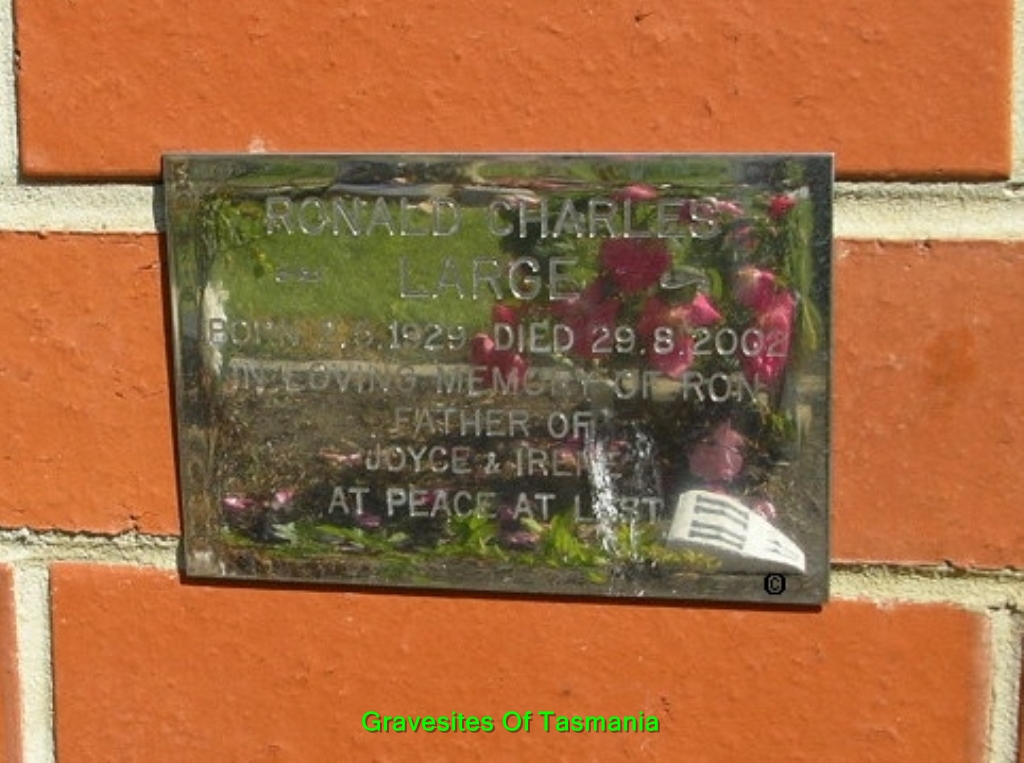 RONALD CHARLES
LARGE
BORN 1929 DIED 29.8.2002
IN LOVING MEMORY OF RON
FATHER OF
JOYCE & IRENE
AT PEACE AT LAST
©
Gravesites Of Tasmania